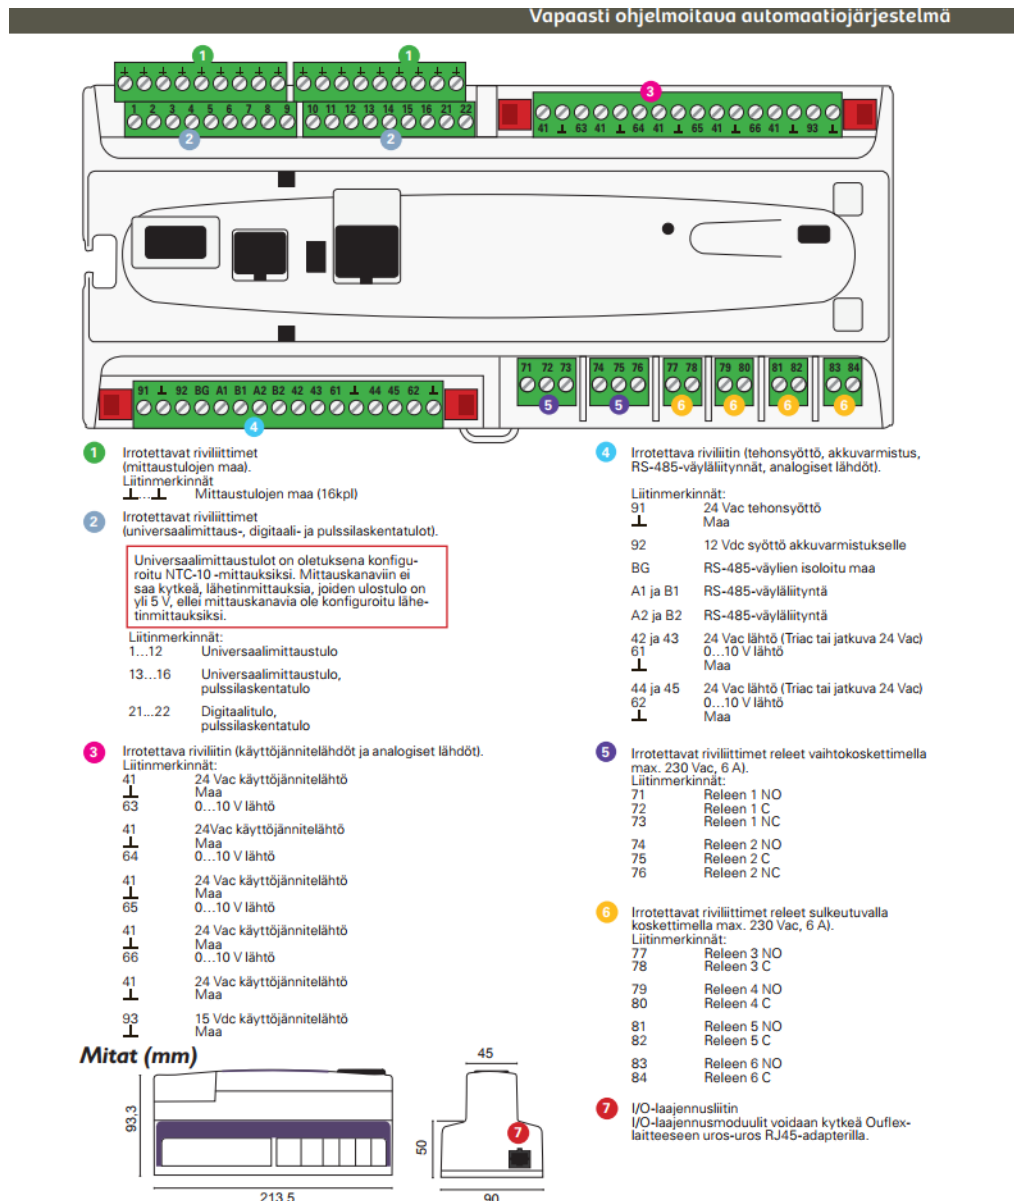 Vapaasti ohjelmoitava automaatiojärjestelmä
1 1
1 2 3 4 5 6 7 8 9 10 11 12 13 14 15 16 21 22
2 2
3
41 ⊥ 63 41 ⊥ 64 41 ⊥ 65 41 ⊥ 66 41 ⊥ 93 ⊥
91 ⊥ 92 BG A1 B1 A2 B2 42 43 61 ⊥ 44 45 62 ⊥
4
71 72 73 74 75 76 77 78 79 80 81 82 83 84
5 5 6 6 6 6
1 Irrotettavat riviliittimet
(mittaustulojen maa).
Liitinmerkinnät
⊥...⊥ Mittaustulojen maa (16kpl)
2 Irrotettavat riviliittimet
(universaalimittaus-, digitaali- ja pulssilaskentatulot).
Universaalimittaustulot on oletuksena konfigu-
roitu NTC-10 -mittauksiksi. Mittauskanaviin ei
saa kytkeä, lähetinmittauksia, joiden ulostulo on
yli 5 V, ellei mittauskanavia ole konfiguroitu lähe-
tinmittauksiksi.
Liitinmerkinnät:
1...12 Universaalimittaustulo
13...16 Universaalimittaustulo,
pulssilaskentatulo
21...22 Digitaalitulo,
pulssilaskentatulo
3 Irrotettava riviliitin (käyttöjännitelähdöt ja analogiset lähdöt).
Liitinmerkinnät:
41 24 Vac käyttöjännitelähtö
⊥ Maa
63 0...10 V lähtö
41 24Vac käyttöjännitelähtö
⊥ Maa
64 0...10 V lähtö
41 24 Vac käyttöjännitelähtö
⊥ Maa
65 0...10 V lähtö
41 24 Vac käyttöjännitelähtö
⊥ Maa
66 0...10 V lähtö
41 24 Vac käyttöjännitelähtö
⊥ Maa
93 15 Vdc käyttöjännitelähtö
⊥ Maa
4 Irrotettava riviliitin (tehonsyöttö, akkuvarmistus,
RS-485-väyläliitynnät, analogiset lähdöt).
Liitinmerkinnät:
91 24 Vac tehonsyöttö
⊥ Maa
92 12 Vdc syöttö akkuvarmistukselle
BG RS-485-väylien isoloitu maa
A1 ja B1 RS-485-väyläliityntä
A2 ja B2 RS-485-väyläliityntä
42 ja 43 24 Vac lähtö (Triac tai jatkuva 24 Vac)
61 0...10 V lähtö
⊥ Maa
44 ja 45 24 Vac lähtö (Triac tai jatkuva 24 Vac)
62 0...10 V lähtö
⊥ Maa
5 Irrotettavat riviliittimet releet vaihtokoskettimella
max. 230 Vac, 6 A).
Liitinmerkinnät:
71 Releen 1 NO
72 Releen 1 C
73 Releen 1 NC
74 Releen 2 NO
75 Releen 2 C
76 Releen 2 NC
6 Irrotettavat riviliittimet releet sulkeutuvalla
koskettimella max. 230 Vac, 6 A).
Liitinmerkinnät:
77 Releen 3 NO
78 Releen 3 C
79 Releen 4 NO
80 Releen 4 C
81 Releen 5 NO
82 Releen 5 C
83 Releen 6 NO
84 Releen 6 C
7 I/O-laajennusliitin
I/O-laajennusmoduulit voidaan kytkeä Ouflex-
laitteeseen uros-uros RJ45-adapterilla.
Mitat (mm)
93,3
213,5
45
50
7
90